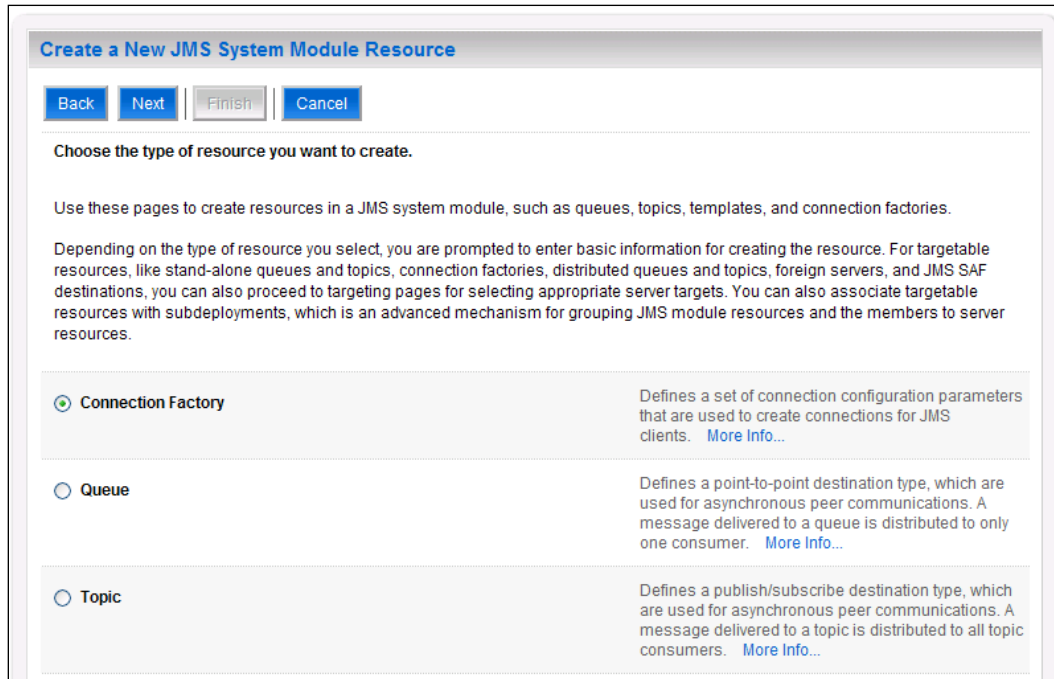 Create a New JMS System Module Resource
Back Next Finish Cancel
Choose the type of resource you want to create.
Use these pages to create resources in a JMS system module, such as queues, topics, templates, and connection factories.
Depending on the type of resource you select, you are prompted to enter basic information for creating the resource. For targetable
resources, like stand-alone queues and topics, connection factories, distributed queues and topics, foreign servers, and JMS SAF
destinations, you can also proceed to targeting pages for selecting appropriate server targets. You can also associate targetable
resources with subdeployments, which is an advanced mechanism for grouping JMS module resources and the members to server
resources.
Connection Factory
Defines a set of connection configuration parameters
that are used to create connections for JMS
clients. More Info...
Queue
Defines a point-to-point destination type, which are
used for asynchronous peer communications. A
message delivered to a queue is distributed to only
one consumer. More Info...
Topic
Defines a publish/subscribe destination type, which
are used for asynchronous peer communications. A
message delivered to a topic is distributed to all topic
consumers. More Info...